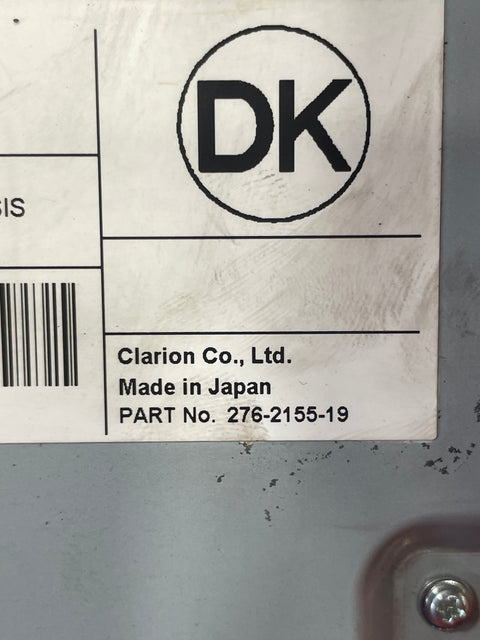 DK
SIS
Clarion Co., Ltd.
Made in Japan
PART No. 276-2155-19